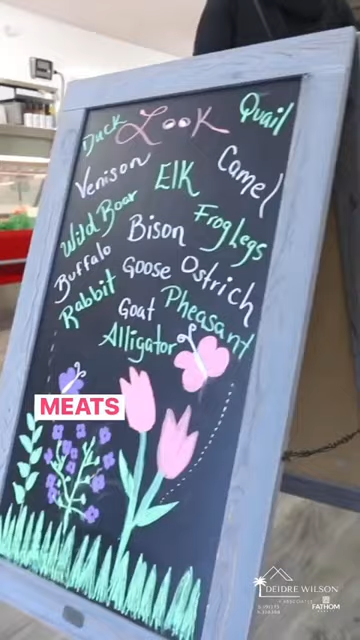 Duck Look Quail
Venison Elk Camel
Wild Boar Bison Frog Legs
Buffalo Goose Ostrich
Rabbit Goat Pheasant
Alligator
MEATS
DEIDRE WILSON
& ASSOCIATES
FATHOM